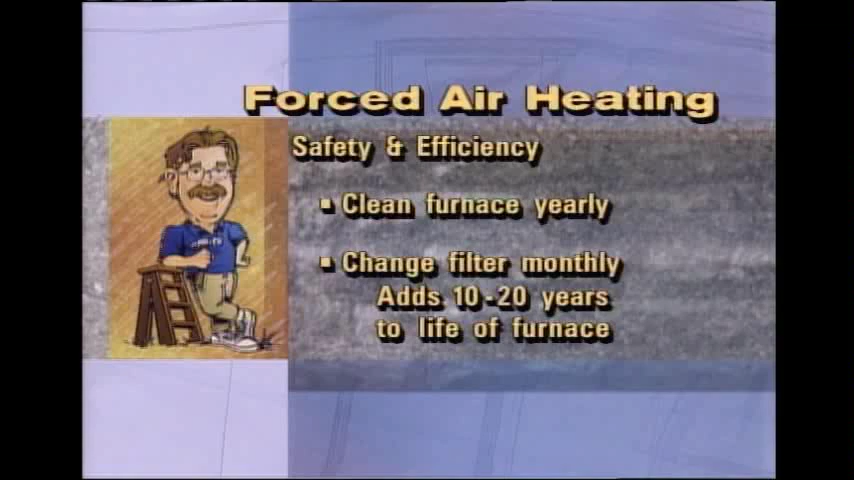 Forced Air Heating
Safety & Efficiency
▪ Clean furnace yearly
▪ Change filter monthly
Adds 10-20 years
to life of furnace